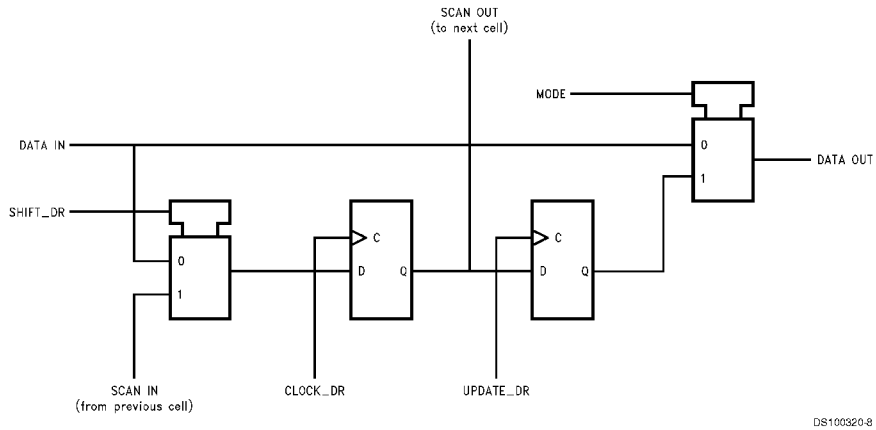 SCAN OUT
(to next cell)
MODE
DATA IN
0
DATA OUT
1
SHIFT_DR
C
C
0
D
Q
D
Q
1
SCAN IN
(from previous cell)
CLOCK_DR
UPDATE_DR
DS100320-8